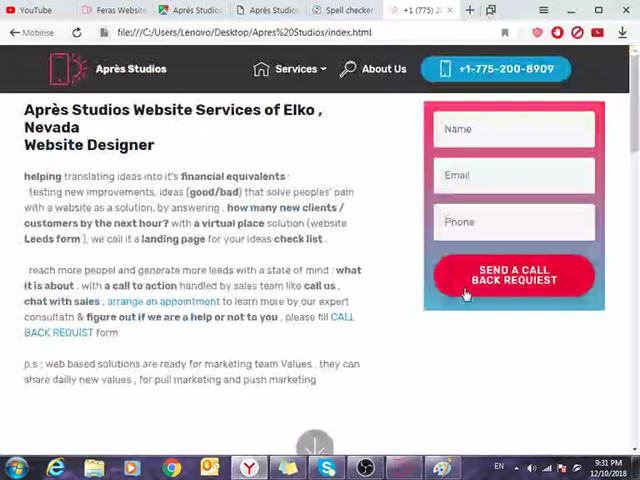 YouTube
Feras Website
Après Studios
Après Studios
Spell checker
+1 (775) 2
Mobirise
file:///C:/Users/Lenovo/Desktop/Apres%20Studios/index.html
Après Studios
Services
About Us
+1-775-200-8909
Après Studios Website Services of Elko ,
Nevada
Website Designer
helping translating ideas into it's financial equivalents :
testing new improvements, ideas (good/bad) that solve peoples' pain
with a website as a solution, by answering , how many new clients /
customers by the next hour? with a virtual place solution (website
Leeds form ), we call it a landing page for your ideas check list .
reach more peopel and generate more leads with a state of mind : what
it is about , with a call to action handled by sales team like call us ,
chat with sales , arrange an appointment to learn more by our expert
consultatn & figure out if we are a help or not to you , please fill CALL
BACK REQUIST form
p.s ; web based solutions are ready for marketing team Values , they can
share dailly new values , for pull marketing and push marketing
Name
Email
Phone
SEND A CALL
BACK REQUIEST
EN
9:31 PM
12/10/2018